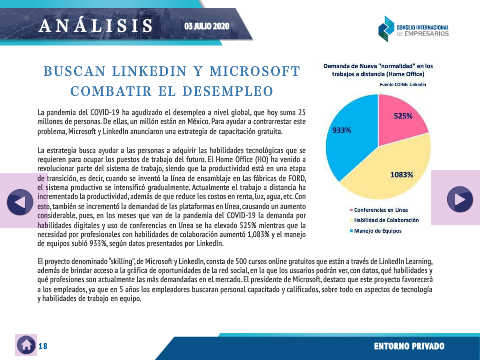 ANÁLISIS
03 JULIO 2020
CONSEJO INTERNACIONAL
DE EMPRESARIOS
BUSCAN LINKEDIN Y MICROSOFT
COMBATIR EL DESEMPLEO
La pandemia del COVID-19 ha agudizado el desempleo a nivel global, que hoy suma 25
millones de personas. De ellas, un millón están en México. Para ayudar a contrarrestar este
problema, Microsoft y LinkedIn anunciaron una estrategia de capacitación gratuita.
La estrategia busca ayudar a las personas a adquirir las habilidades tecnológicas que se
requieren para ocupar los puestos de trabajo del futuro. El Home Office (HO) ha venido a
revolucionar parte del sistema de trabajo, siendo que la productividad está en una etapa
de transición, es decir, cuando se inventó la línea de ensamblaje en las fábricas de FORD,
el sistema productivo se intensificó gradualmente. Actualmente el trabajo a distancia ha
incrementado la productividad, además de que reduce los costos en renta, luz, agua, etc. Con
esto, también se incrementó la demanda de las plataformas en línea, causando un aumento
considerable, pues, en los meses que van de la pandemia del COVID-19 la demanda por
habilidades digitales y uso de conferencias en línea se ha elevado 525% mientras que la
necesidad por profesionales con habilidades de colaboración aumentó 1,083% y el manejo
de equipos subió 933%, según datos presentados por LinkedIn.
Demanda de Nueva "normalidad" en los
trabajos a distancia (Home Office)
Fuente COMIE: LinkedIn
525%
933%
1083%
Conferencias en Línea
Habilidad de Colaboración
Manejo de Equipos
El proyecto denominado "skilling", de Microsoft y LinkedIn, consta de 500 cursos online gratuitos que están a través de LinkedIn Learning,
además de brindar acceso a la gráfica de oportunidades de la red social, en la que los usuarios podrán ver, con datos, qué habilidades y
qué profesiones son actualmente las más demandadas en el mercado. El presidente de Microsoft, destaco que este proyecto favorecerá
a los empleados, ya que en 5 años los empleadores buscaran personal capacitado y calificados, sobre todo en aspectos de tecnología
y habilidades de trabajo en equipo.
18
ENTORNO PRIVADO